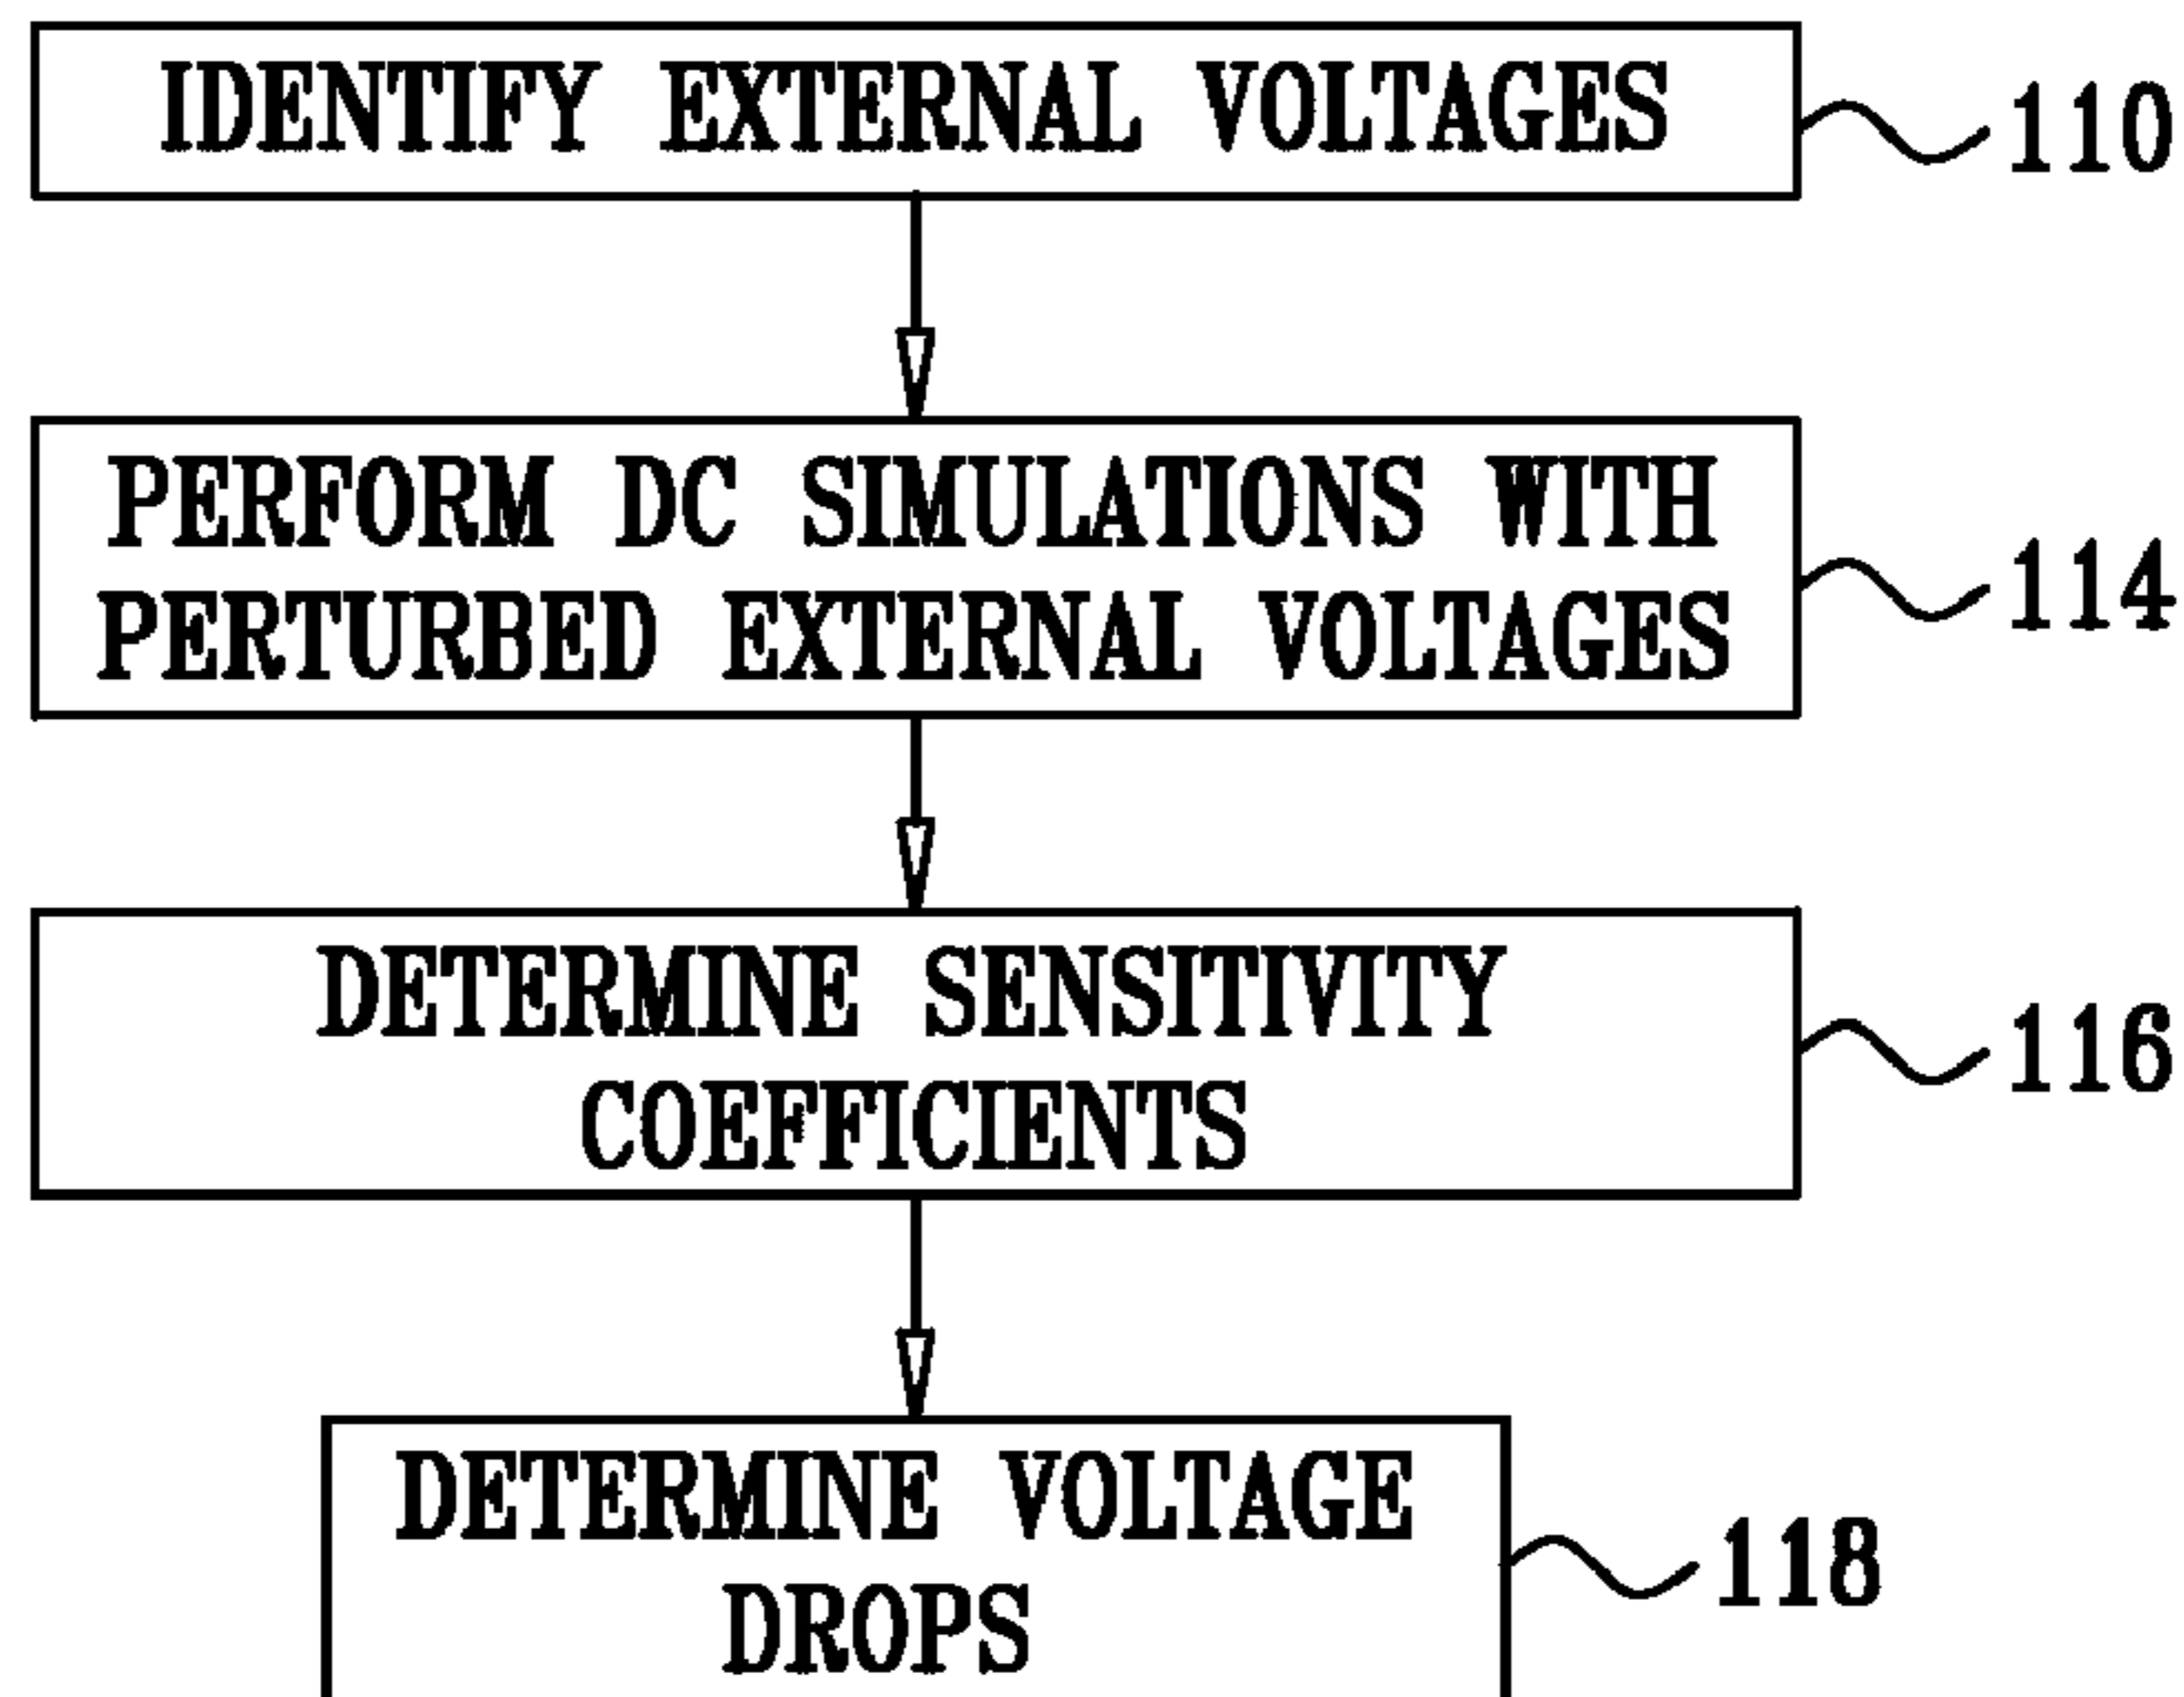 IDENTIFY EXTERNAL VOLTAGES
110
PERFORM DC SIMULATIONS WITH
PERTURBED EXTERNAL VOLTAGES
114
DETERMINE SENSITIVITY
COEFFICIENTS
116
DETERMINE VOLTAGE
DROPS
118